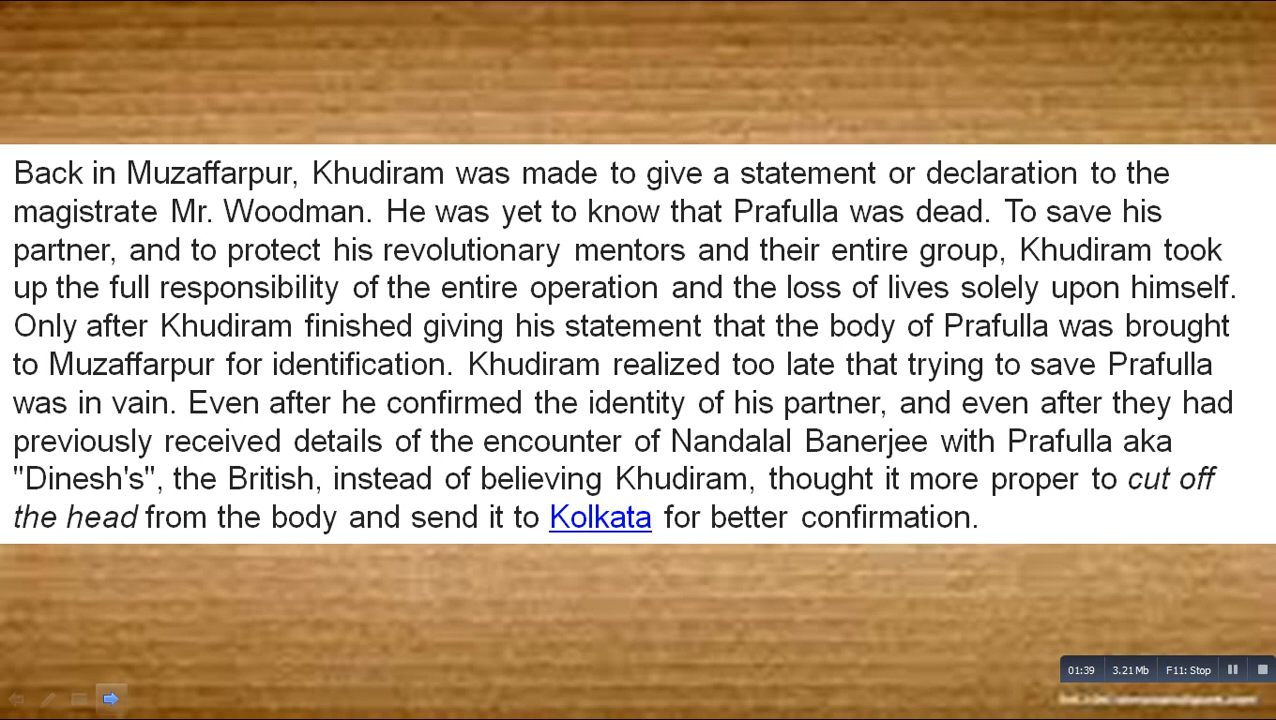 Back in Muzaffarpur, Khudiram was made to give a statement or declaration to the
magistrate Mr. Woodman. He was yet to know that Prafulla was dead. To save his
partner, and to protect his revolutionary mentors and their entire group, Khudiram took
up the full responsibility of the entire operation and the loss of lives solely upon himself.
Only after Khudiram finished giving his statement that the body of Prafulla was brought
to Muzaffarpur for identification. Khudiram realized too late that trying to save Prafulla
was in vain. Even after he confirmed the identity of his partner, and even after they had
previously received details of the encounter of Nandalal Banerjee with Prafulla aka
"Dinesh's", the British, instead of believing Khudiram, thought it more proper to cut off
the head from the body and send it to Kolkata for better confirmation.
01:39 3.21 Mb F11: Stop